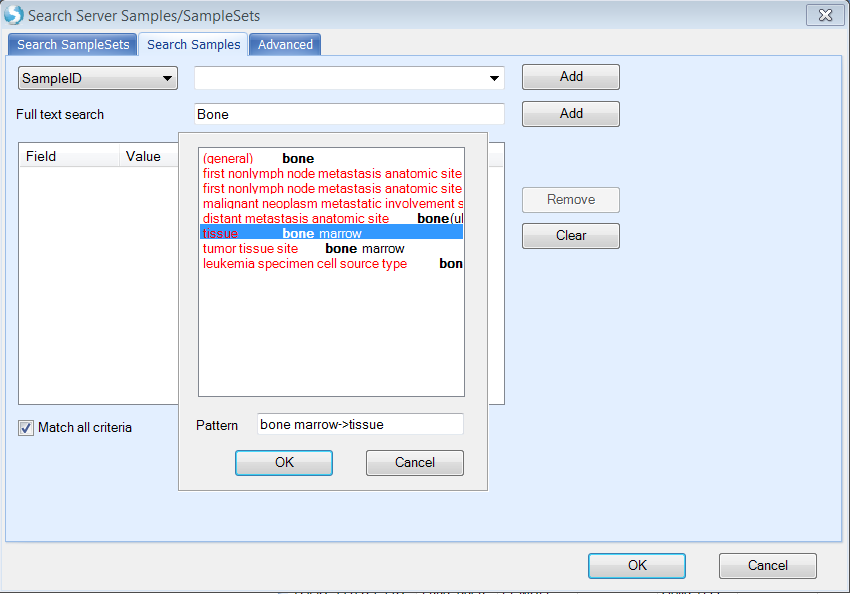 Search Server Samples/SampleSets
Search SampleSets Search Samples Advanced
SampleID Add
Full text search Bone Add
Field Value
(general) bone
first nonlymph node metastasis anatomic site
first nonlymph node metastasis anatomic site
malignant neoplasm metastatic involvement s
distant metastasis anatomic site bone(ul
tissue bone marrow
tumor tissue site bone marrow
leukemia specimen cell source type bon
Remove
Clear
Match all criteria
Pattern bone marrow->tissue
OK Cancel
OK Cancel